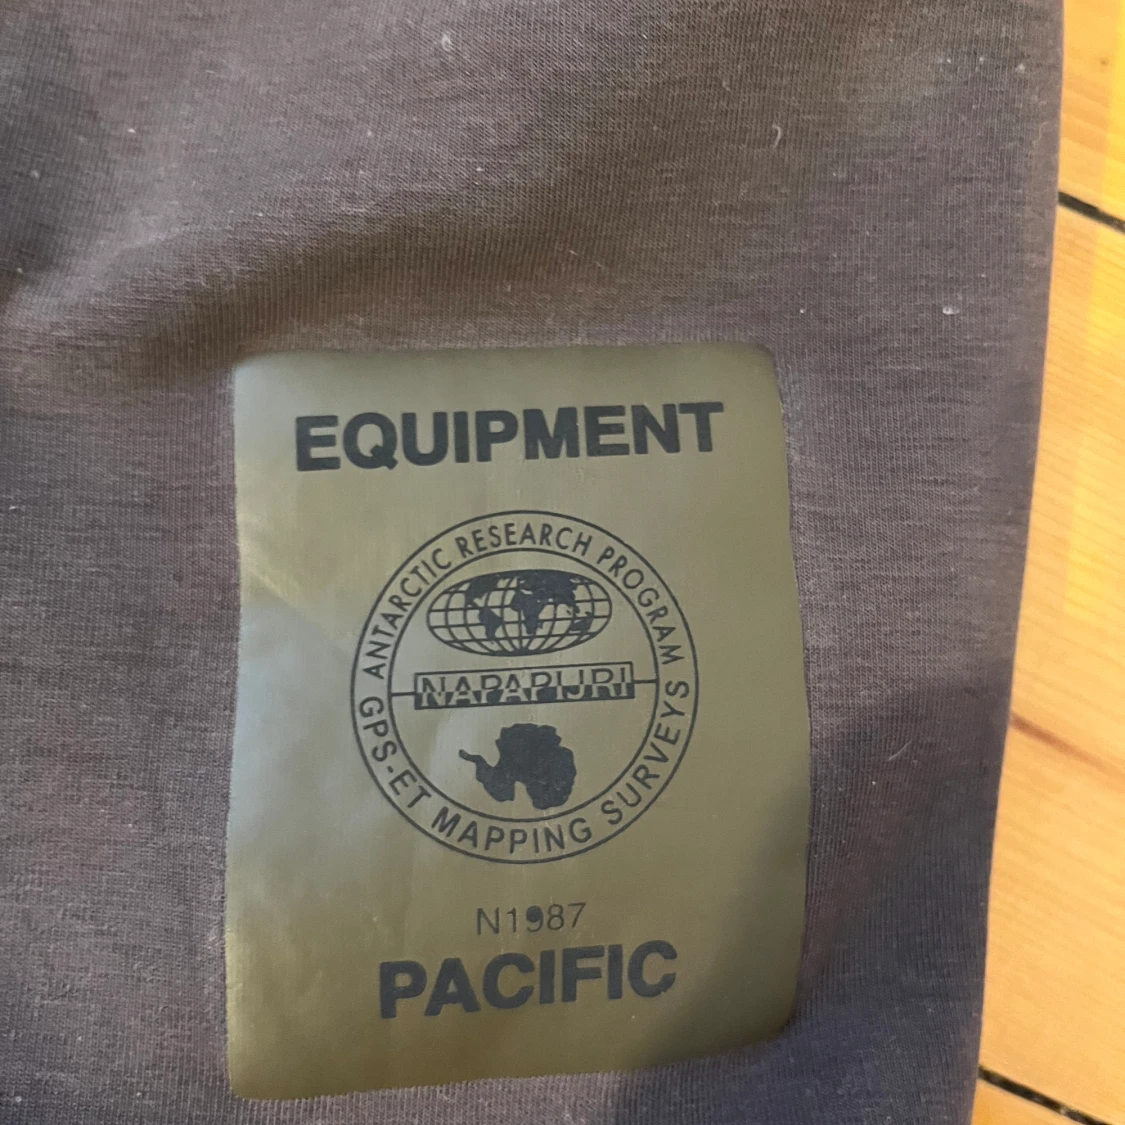 EQUIPMENT
ANTARCTIC RESEARCH PROGRAM
NAPAPIJRI
GPS-ET MAPPING SURVEYS
N1987
PACIFIC